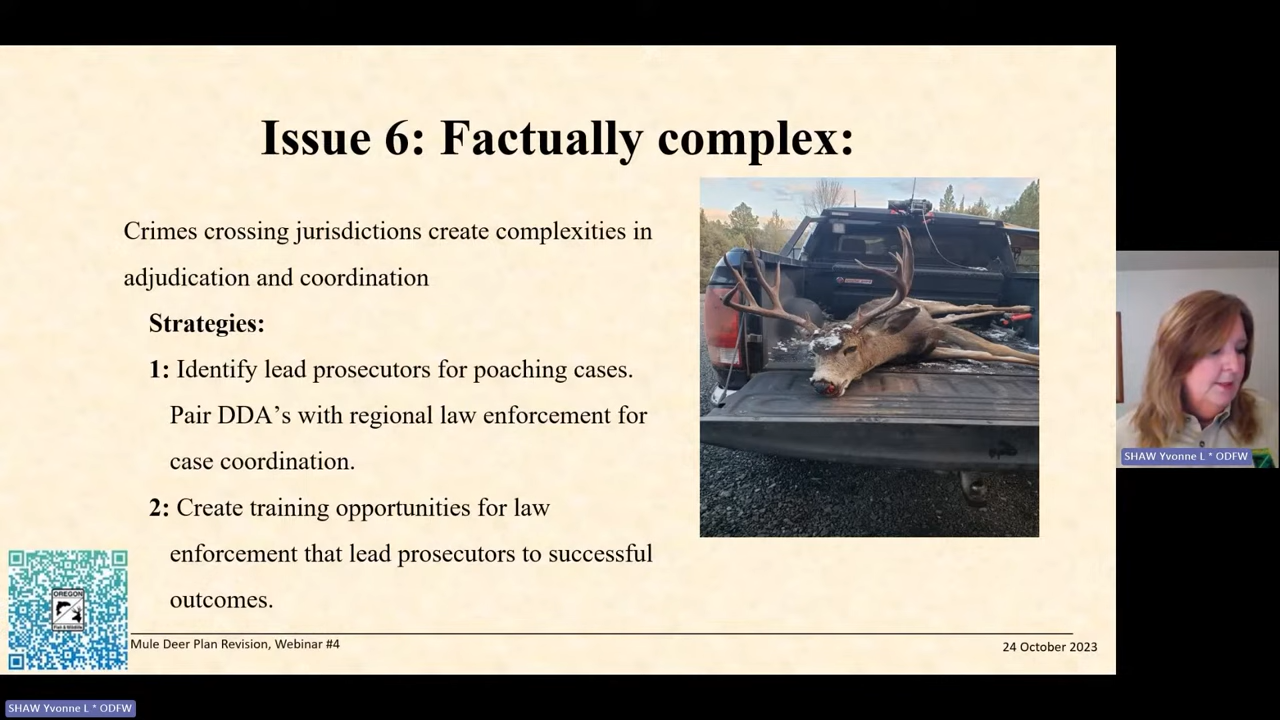 Issue 6: Factually complex:
Crimes crossing jurisdictions create complexities in
adjudication and coordination
Strategies:
1: Identify lead prosecutors for poaching cases.
Pair DDA’s with regional law enforcement for
case coordination.
2: Create training opportunities for law
enforcement that lead prosecutors to successful
outcomes.
OREGON
Fish & Wildlife
Mule Deer Plan Revision, Webinar #4
24 October 2023
SHAW Yvonne L * ODFW
SHAW Yvonne L * ODFW